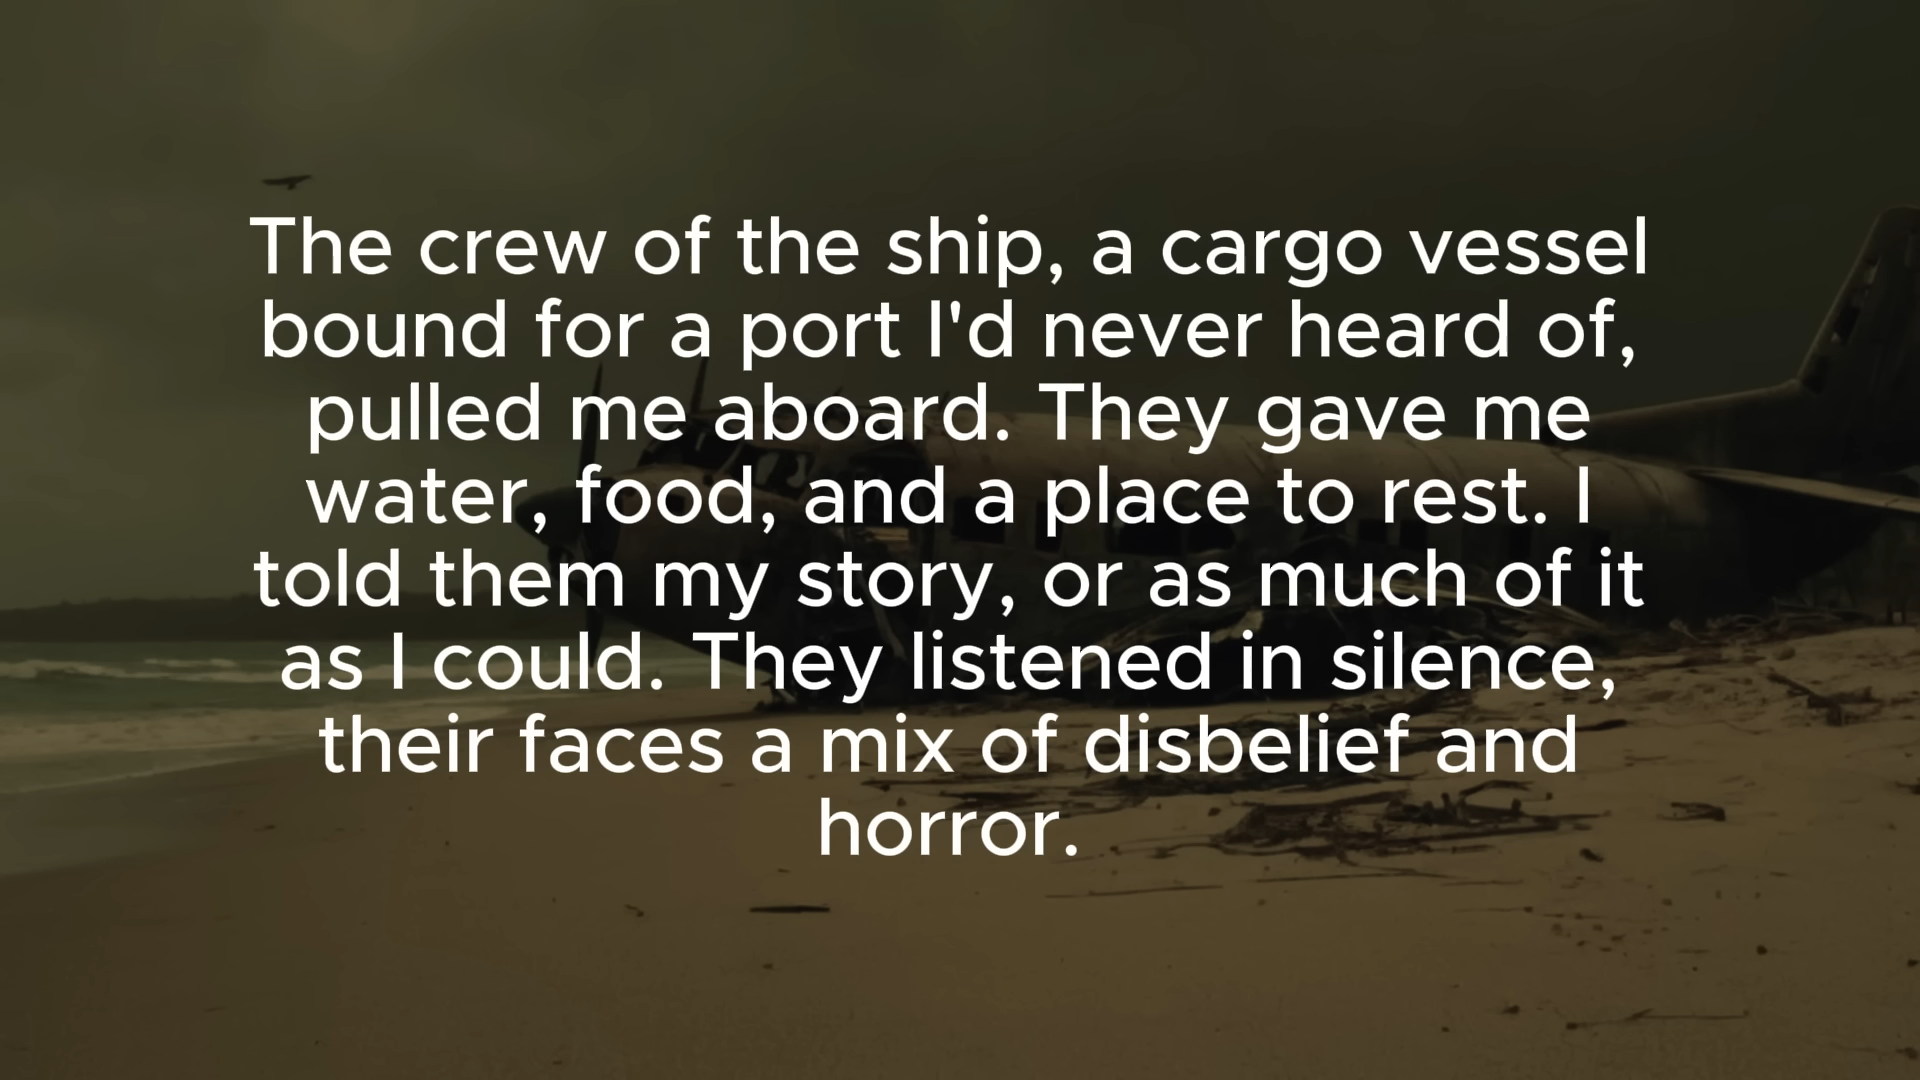 The crew of the ship, a cargo vessel
bound for a port I'd never heard of,
pulled me aboard. They gave me
water, food, and a place to rest. I
told them my story, or as much of it
as I could. They listened in silence,
their faces a mix of disbelief and
horror.